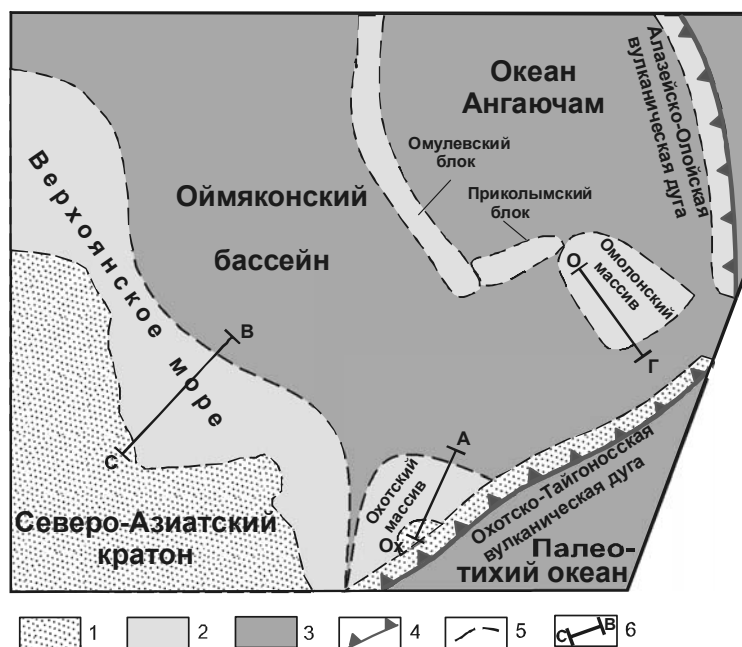 Океан
Ангаючам
Алазейско-Олойская
вулканическая дуга
Омулевский
блок
Приколымский
блок
Верхоянское море
Оймяконский
бассейн
О
Омолонский
массив
Г
В
С
А
Охотский
массив
Ох
Охотско-Тайгоносская
вулканическая дуга
Северо-Азиатский
кратон
Палео-
тихий океан
1 2 3 4 5 С В 6